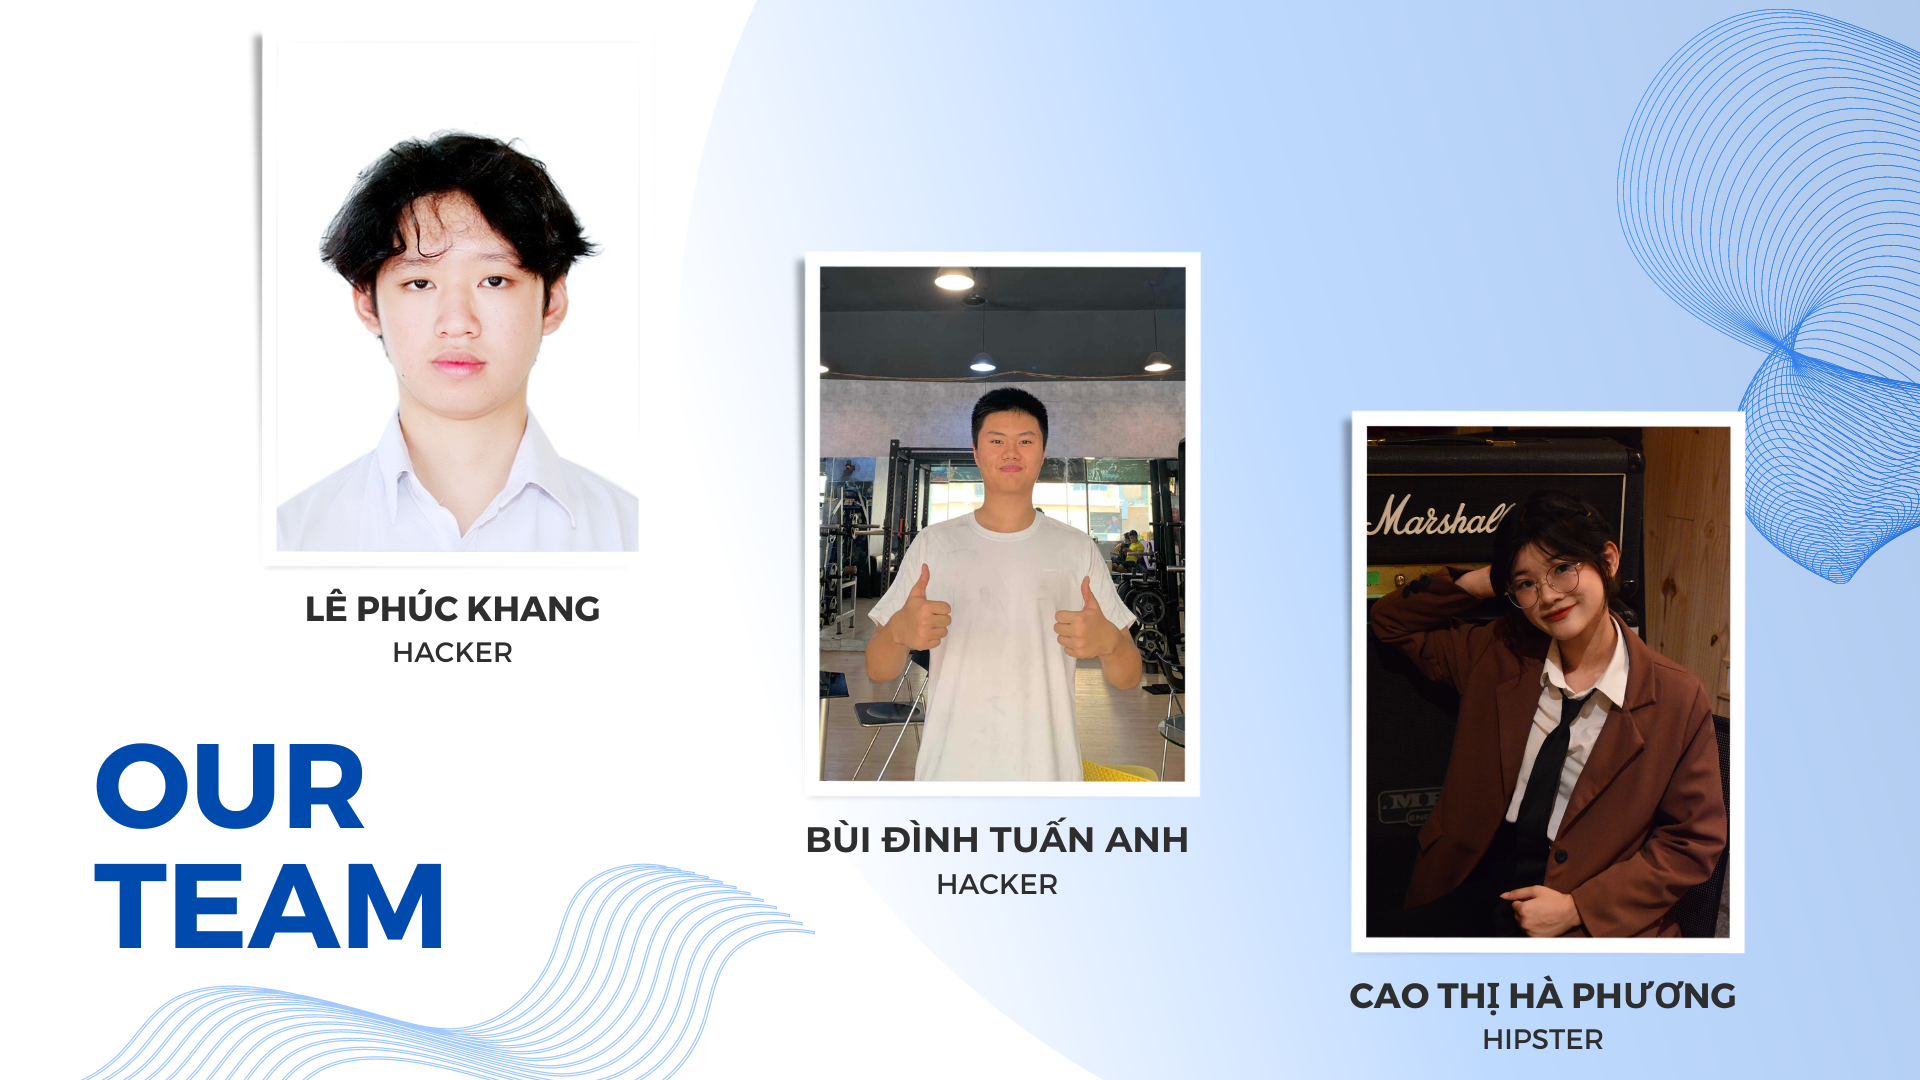 LÊ PHÚC KHANG
HACKER
OUR
TEAM
BÙI ĐÌNH TUẤN ANH
HACKER
Marshall
CAO THỊ HÀ PHƯƠNG
HIPSTER